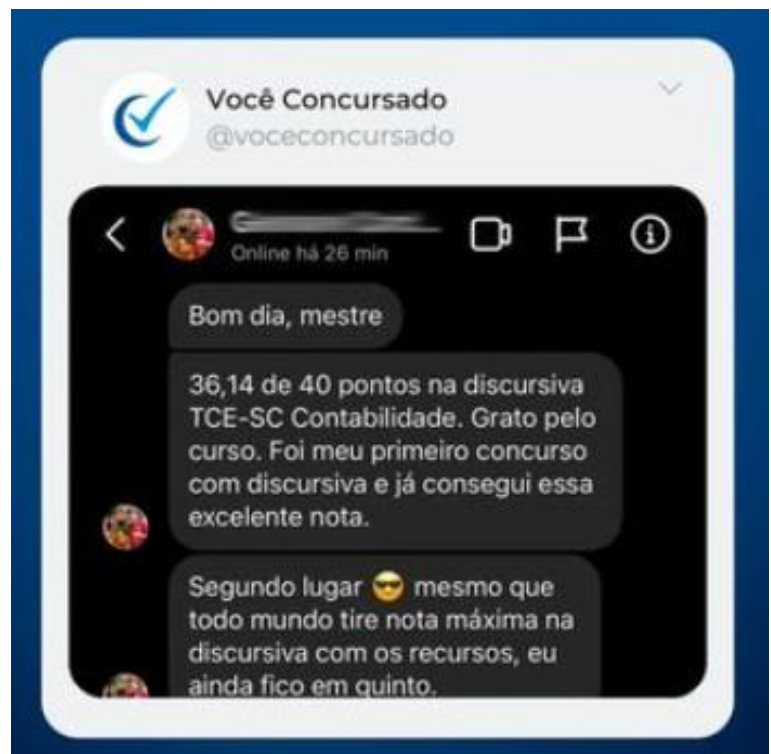 Você Concursado
@voceconcursado
Online há 26 min
Bom dia, mestre
36,14 de 40 pontos na discursiva
TCE-SC Contabilidade. Grato pelo
curso. Foi meu primeiro concurso
com discursiva e já consegui essa
excelente nota.
Segundo lugar 😎 mesmo que
todo mundo tire nota máxima na
discursiva com os recursos, eu
ainda fico em quinto.